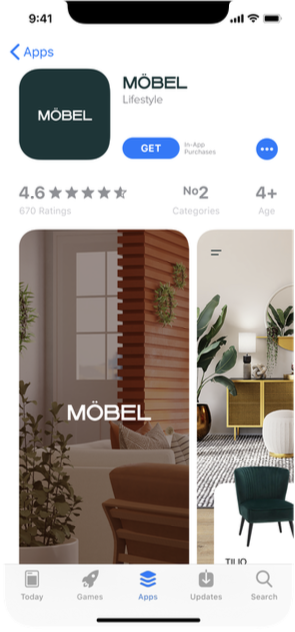 9:41
Apps
MÖBEL
MÖBEL
Lifestyle
GET
In-App
Purchases
4.6
No2
4+
670 Ratings
Categories
Age
MÖBEL
Today
Games
Apps
Updates
Search